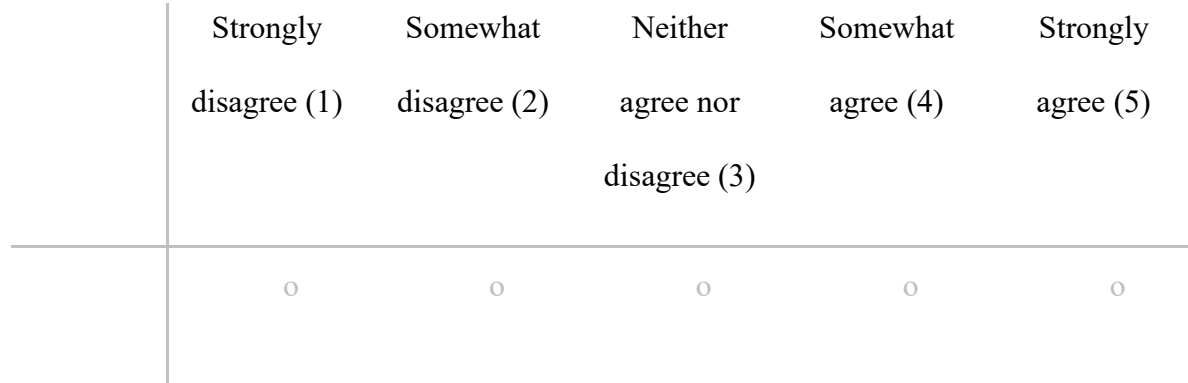 Strongly Somewhat Neither Somewhat Strongly
disagree (1) disagree (2) agree nor agree (4) agree (5)
disagree (3)
o o o o o